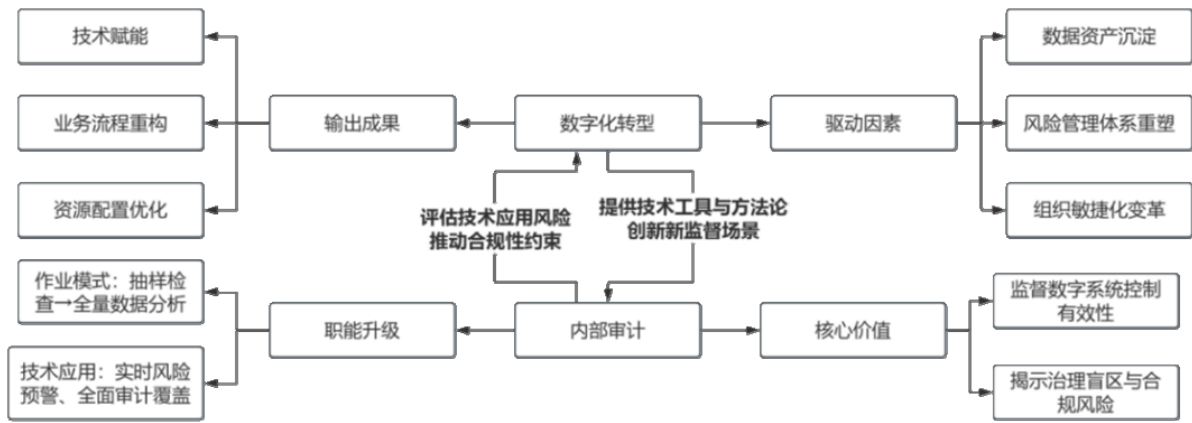 技术赋能
数据资产沉淀
业务流程重构
输出成果
数字化转型
驱动因素
风险管理体系重塑
资源配置优化
评估技术应用风险
推动合规性约束
提供技术工具与方法论
创新新监督场景
组织敏捷化变革
作业模式：抽样检
查→全量数据分析
职能升级
内部审计
核心价值
监督数字系统控制
有效性
技术应用：实时风险
预警、全面审计覆盖
揭示治理盲区与合
规风险